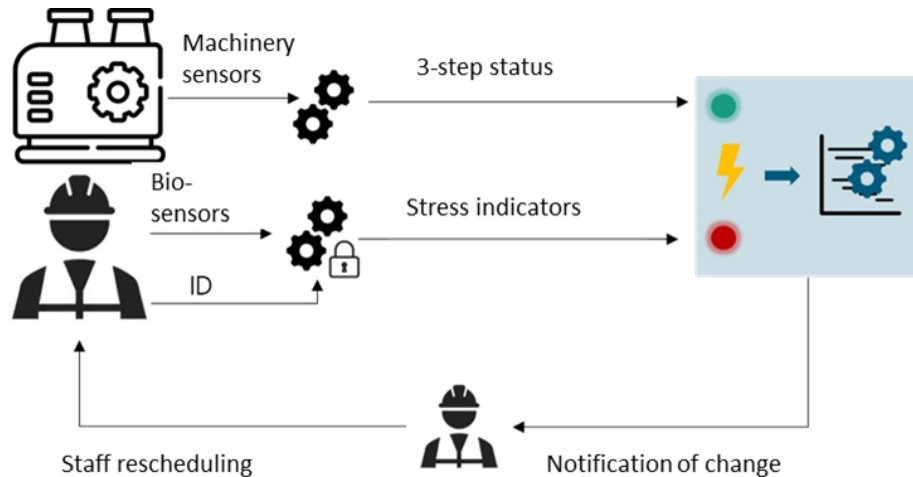 Machinery
sensors
3-step status
Bio-
sensors
Stress indicators
ID
Staff rescheduling
Notification of change